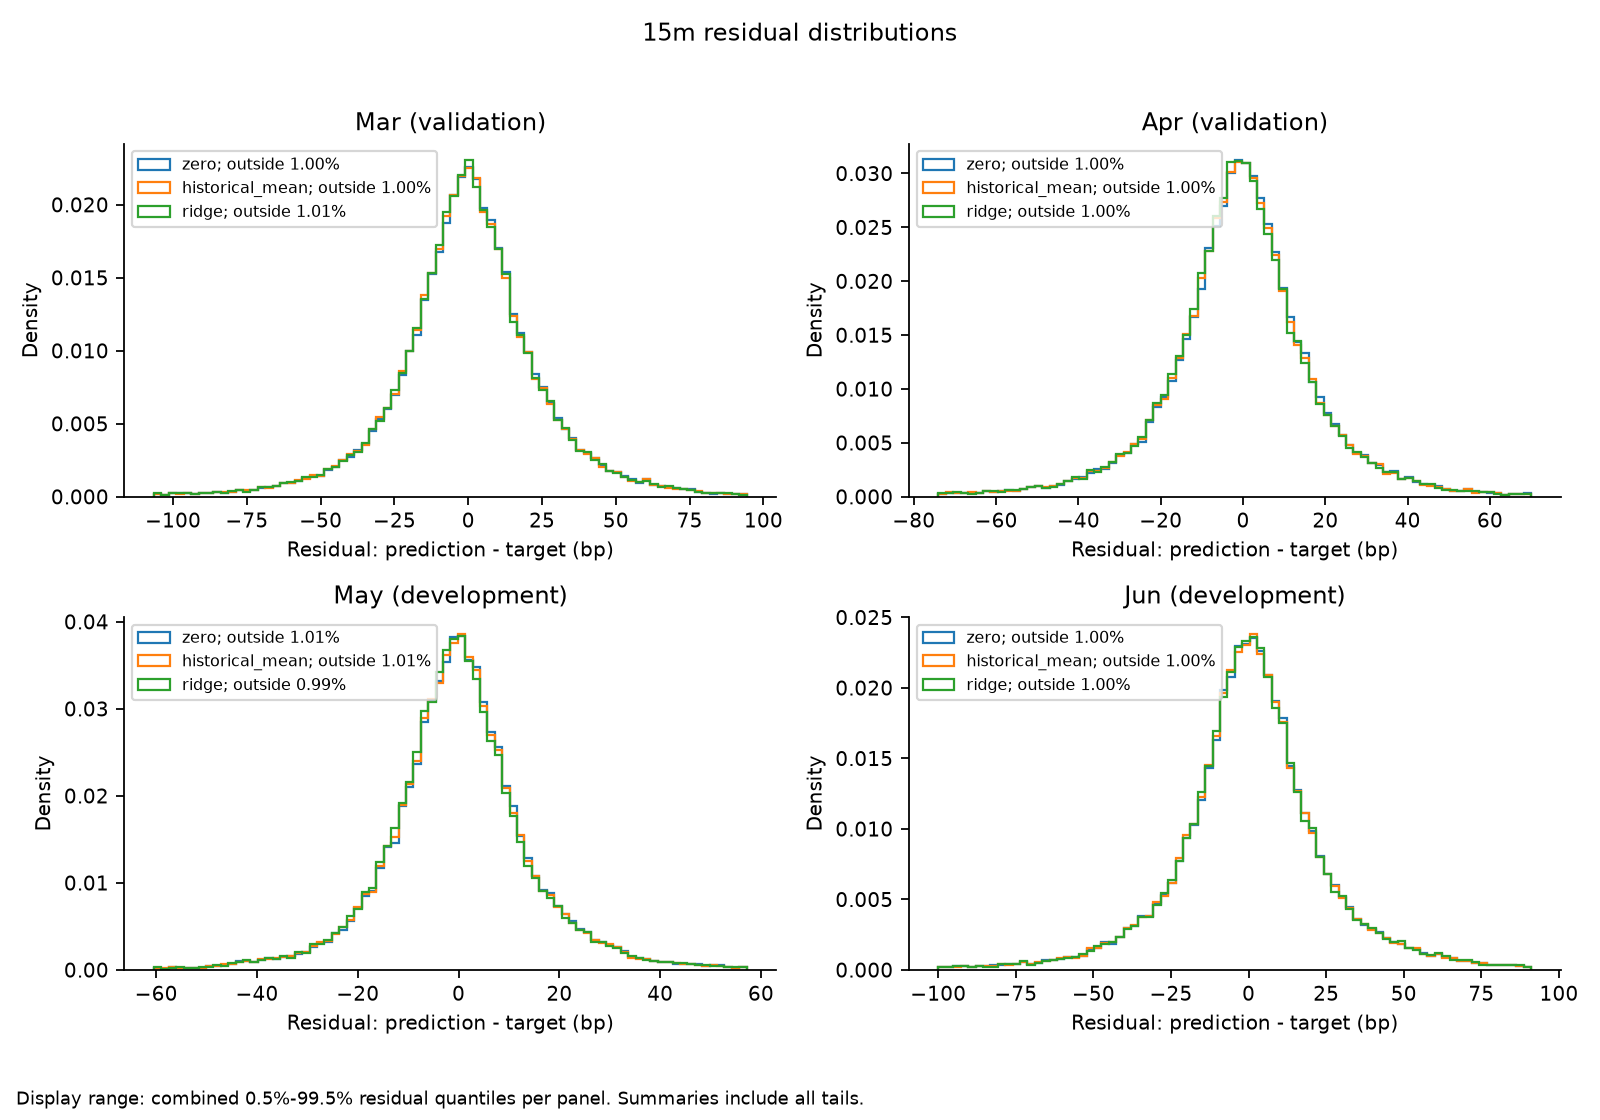 15m residual distributions
Mar (validation)
zero; outside 1.00%
historical_mean; outside 1.00%
ridge; outside 1.01%
Density
0.020
0.015
0.010
0.005
0.000
−100 −75 −50 −25 0 25 50 75 100
Residual: prediction - target (bp)
Apr (validation)
zero; outside 1.00%
historical_mean; outside 1.00%
ridge; outside 1.00%
Density
0.030
0.025
0.020
0.015
0.010
0.005
0.000
−80 −60 −40 −20 0 20 40 60
Residual: prediction - target (bp)
May (development)
zero; outside 1.01%
historical_mean; outside 1.01%
ridge; outside 0.99%
Density
0.04
0.03
0.02
0.01
0.00
−60 −40 −20 0 20 40 60
Residual: prediction - target (bp)
Jun (development)
zero; outside 1.00%
historical_mean; outside 1.00%
ridge; outside 1.00%
Density
0.025
0.020
0.015
0.010
0.005
0.000
−100 −75 −50 −25 0 25 50 75 100
Residual: prediction - target (bp)
Display range: combined 0.5%-99.5% residual quantiles per panel. Summaries include all tails.